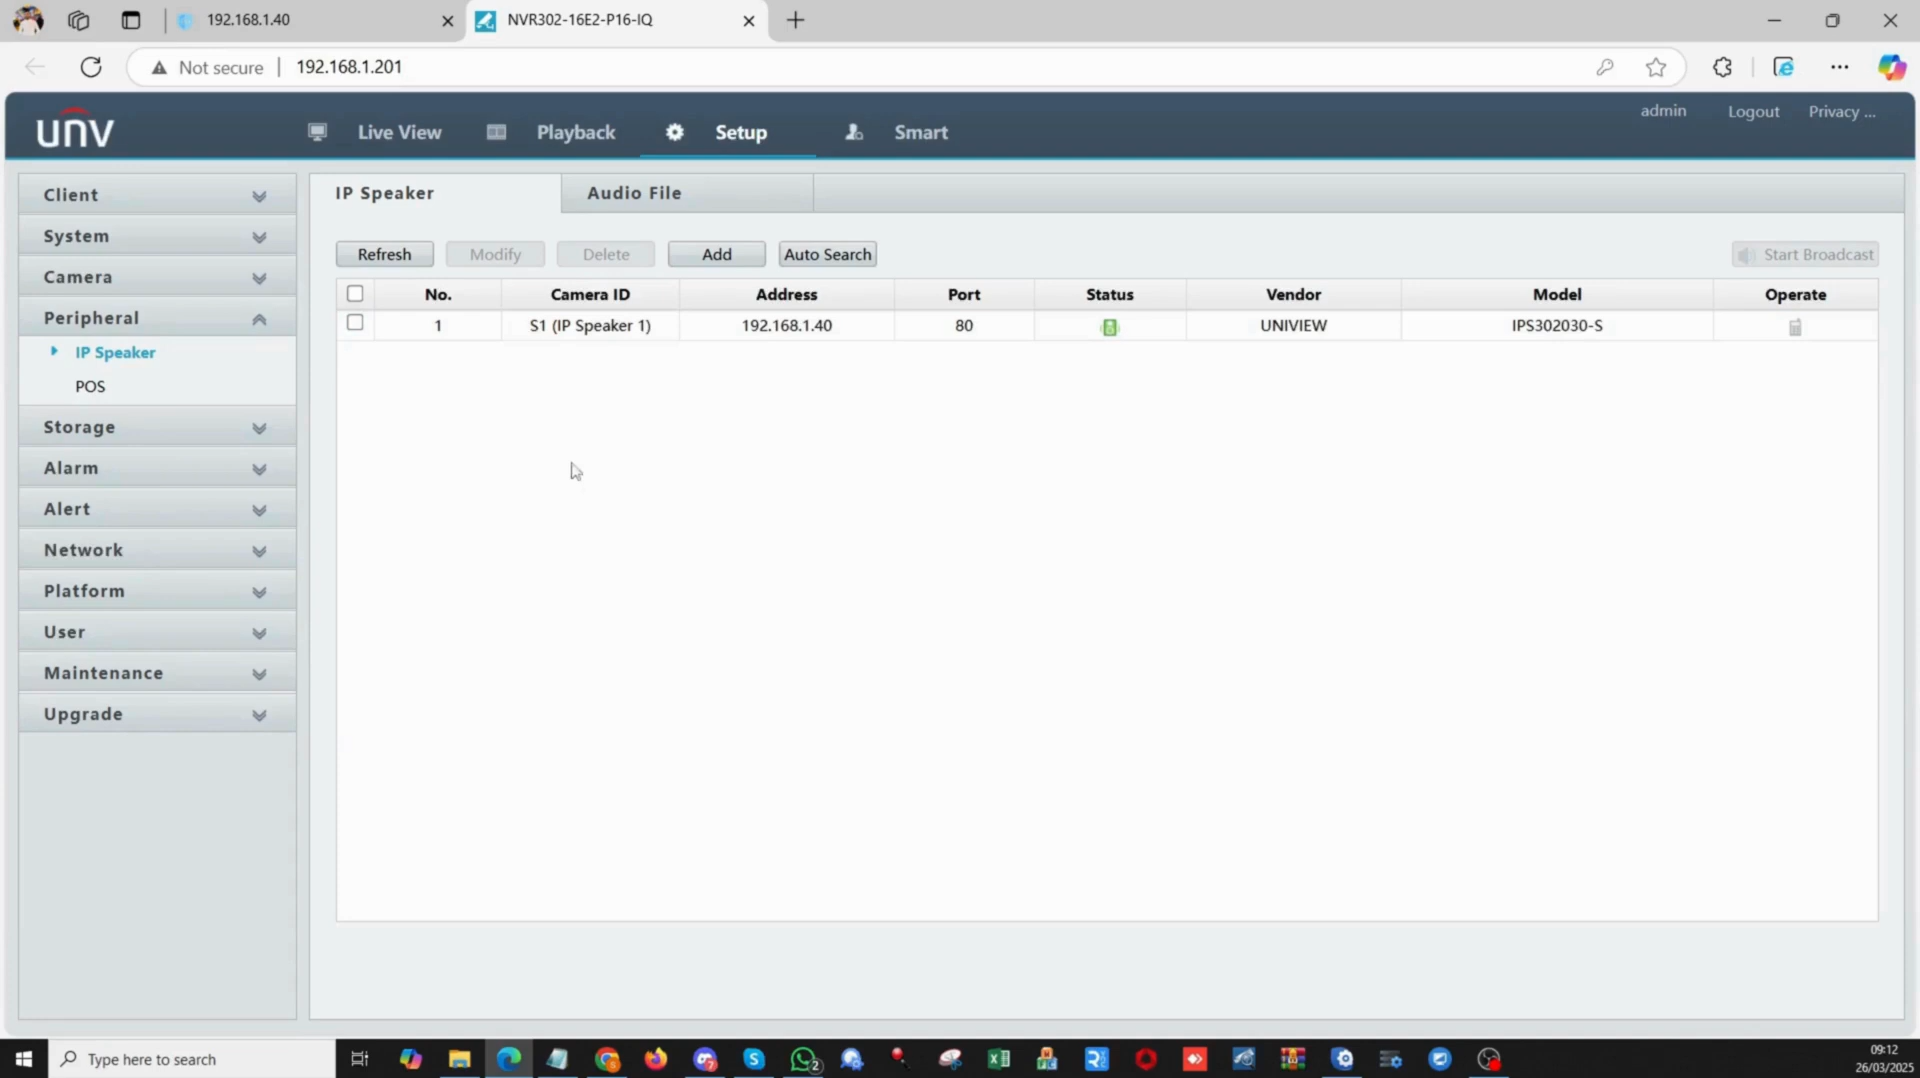 192.168.1.40
NVR302-16E2-P16-IQ
Not secure
192.168.1.201
unv
Live View
Playback
Setup
Smart
admin
Logout
Privacy ...
Client
System
Camera
Peripheral
IP Speaker
POS
Storage
Alarm
Alert
Network
Platform
User
Maintenance
Upgrade
IP Speaker
Audio File
Refresh
Modify
Delete
Add
Auto Search
Start Broadcast
No. Camera ID Address Port Status Vendor Model Operate
1 S1 (IP Speaker 1) 192.168.1.40 80 UNIVIEW IPS302030-S
Type here to search
2
09:12
26/03/2025